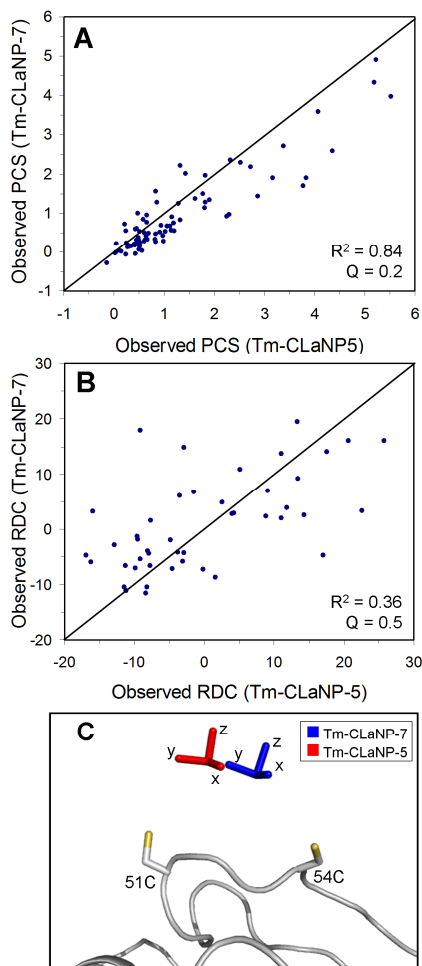 A
Observed PCS (Tm-CLaNP-7)
6
5
4
3
2
1
0
-1
R² = 0.84
Q = 0.2
-1 0 1 2 3 4 5 6
Observed PCS (Tm-CLaNP5)
B
Observed RDC (Tm-CLaNP-7)
30
20
10
0
-10
-20
R² = 0.36
Q = 0.5
-20 -10 0 10 20 30
Observed RDC (Tm-CLaNP-5)
C
Tm-CLaNP-7
Tm-CLaNP-5
z
y
x
y
z
x
51C
54C